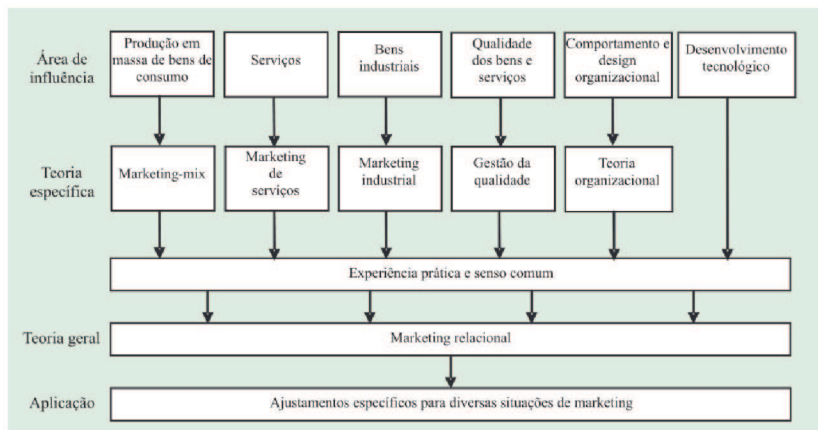 Área de
influência
Produção em
massa de bens de
consumo
Serviços
Bens
industriais
Qualidade
dos bens e
serviços
Comportamento e
design
organizacional
Desenvolvimento
tecnológico
Teoria
específica
Marketing-mix
Marketing
de
serviços
Marketing
industrial
Gestão da
qualidade
Teoria
organizacional
Experiência prática e senso comum
Teoria geral
Marketing relacional
Aplicação
Ajustamentos específicos para diversas situações de marketing